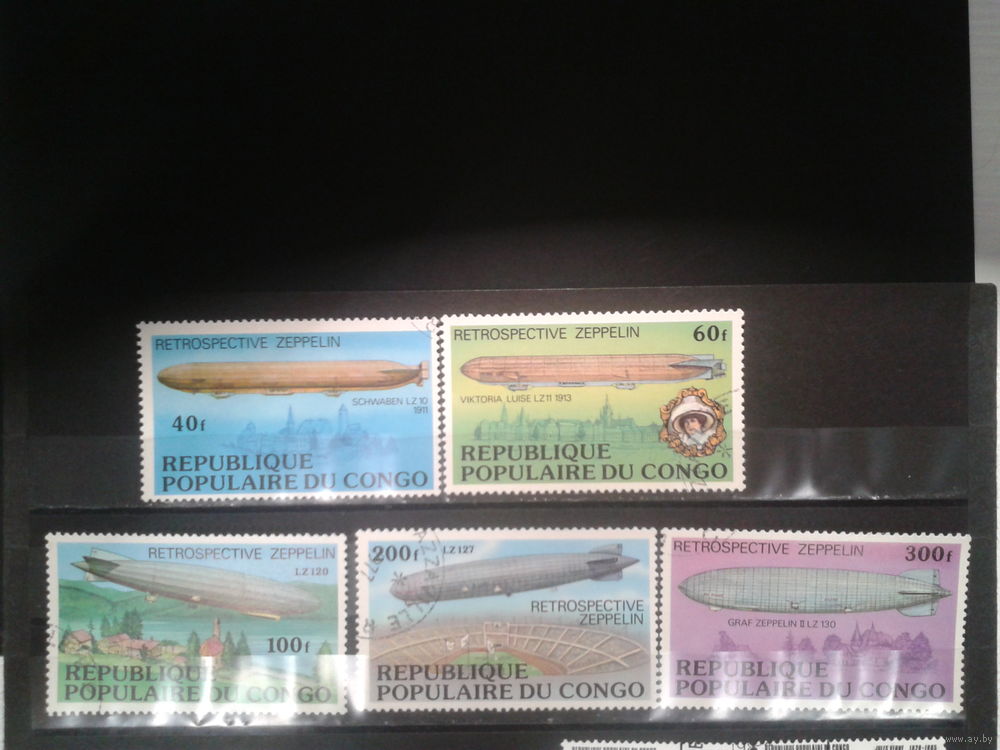 RETROSPECTIVE ZEPPELIN
SCHWABEN LZ 10
1911
40f
REPUBLIQUE
POPULAIRE DU CONGO
RETROSPECTIVE ZEPPELIN
60f
VIKTORIA LUISE LZ 11 1913
REPUBLIQUE
POPULAIRE DU CONGO
RETROSPECTIVE ZEPPELIN
LZ 120
100f
REPUBLIQUE
POPULAIRE DU CONGO
200f
LZ 127
RETROSPECTIVE
ZEPPELIN
REPUBLIQUE
POPULAIRE DU CONGO
RETROSPECTIVE ZEPPELIN
300f
GRAF ZEPPELIN II LZ 130
REPUBLIQUE
POPULAIRE DU CONGO
www.ay.by